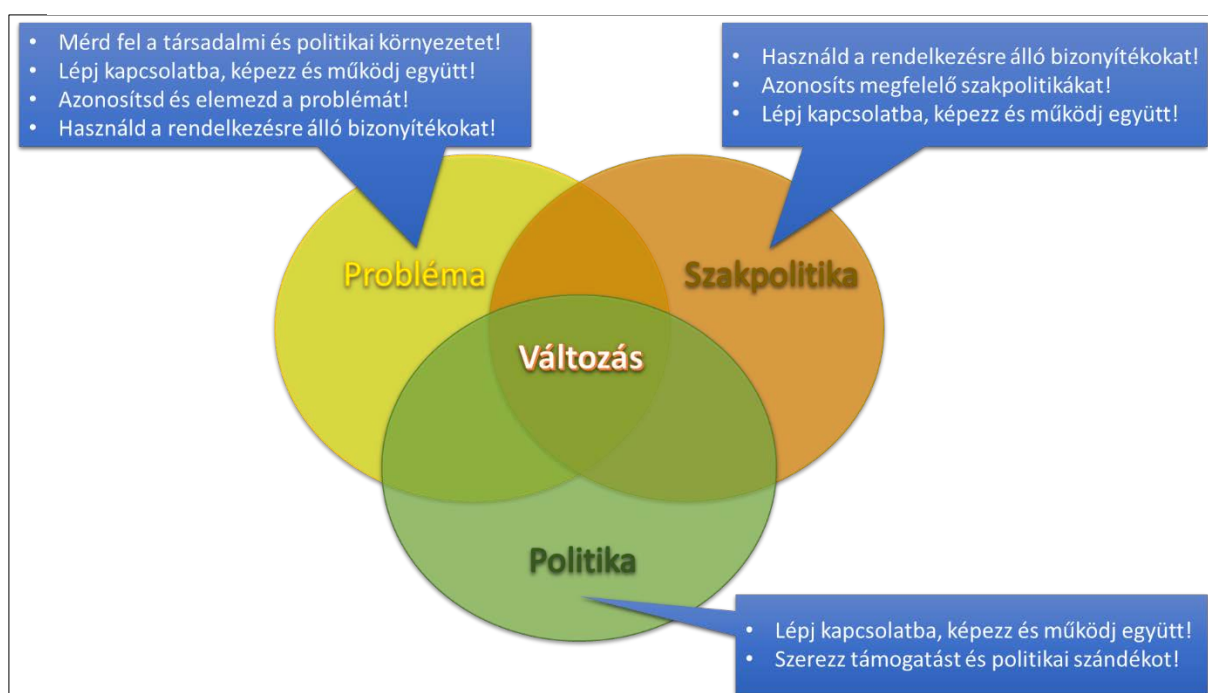 • Mérd fel a társadalmi és politikai környezetet!
• Lépj kapcsolatba, képezz és működj együtt!
• Azonosítsd és elemezd a problémát!
• Használd a rendelkezésre álló bizonyítékokat!
• Használd a rendelkezésre álló bizonyítékokat!
• Azonosíts megfelelő szakpolitikákat!
• Lépj kapcsolatba, képezz és működj együtt!
Probléma
Szakpolitika
Változás
Politika
• Lépj kapcsolatba, képezz és működj együtt!
• Szerezz támogatást és politikai szándékot!